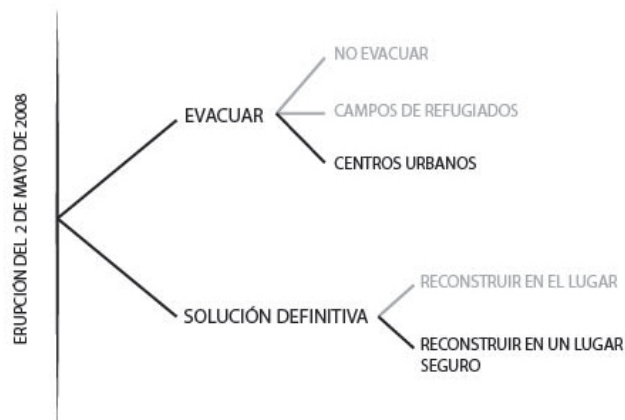 ERUPCIÓN DEL 2 DE MAYO DE 2008
EVACUAR
NO EVACUAR
CAMPOS DE REFUGIADOS
CENTROS URBANOS
SOLUCIÓN DEFINITIVA
RECONSTRUIR EN EL LUGAR
RECONSTRUIR EN UN LUGAR
SEGURO